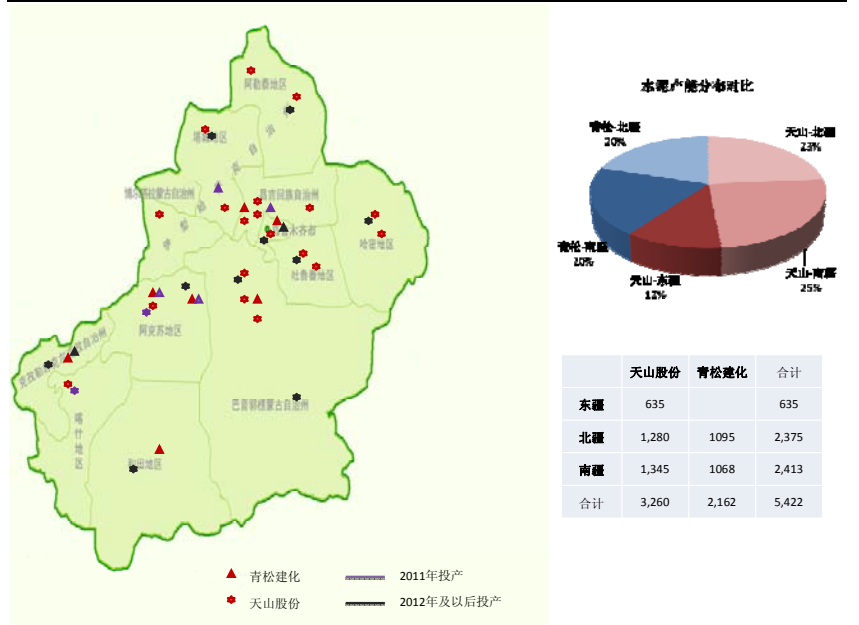 阿勒泰地区
塔城地区
博尔塔拉蒙古自治州
昌吉回族自治州
乌鲁木齐市
哈密地区
吐鲁番地区
阿克苏地区
克孜勒苏柯尔克孜自治州
喀什地区
巴音郭楞蒙古自治州
和田地区
青松建化
2011年投产
天山股份
2012年及以后投产
水泥产能分布对比
青松-北疆
20%
天山-北疆
23%
青松-南疆
20%
天山-东疆
12%
天山-南疆
25%
天山股份 青松建化 合计
东疆 635 635
北疆 1,280 1095 2,375
南疆 1,345 1068 2,413
合计 3,260 2,162 5,422